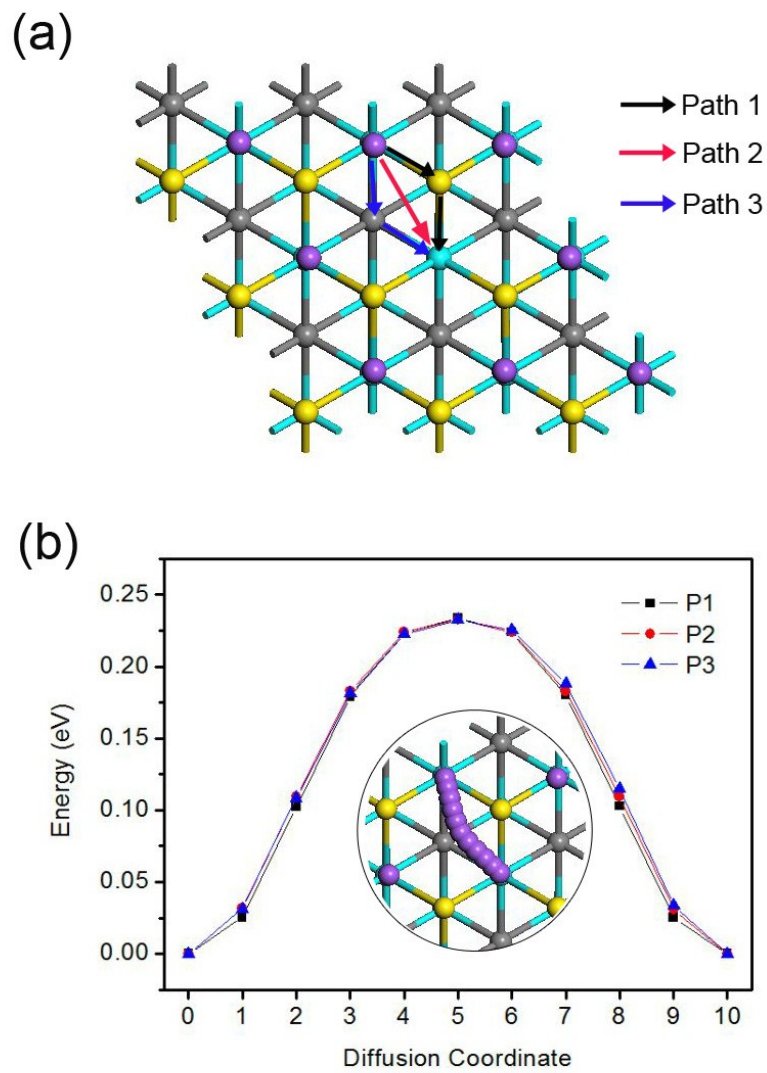 (a)
Path 1
Path 2
Path 3
(b)
0.25
0.20
0.15
0.10
0.05
0.00
Energy (eV)
P1
P2
P3
0 1 2 3 4 5 6 7 8 9 10
Diffusion Coordinate